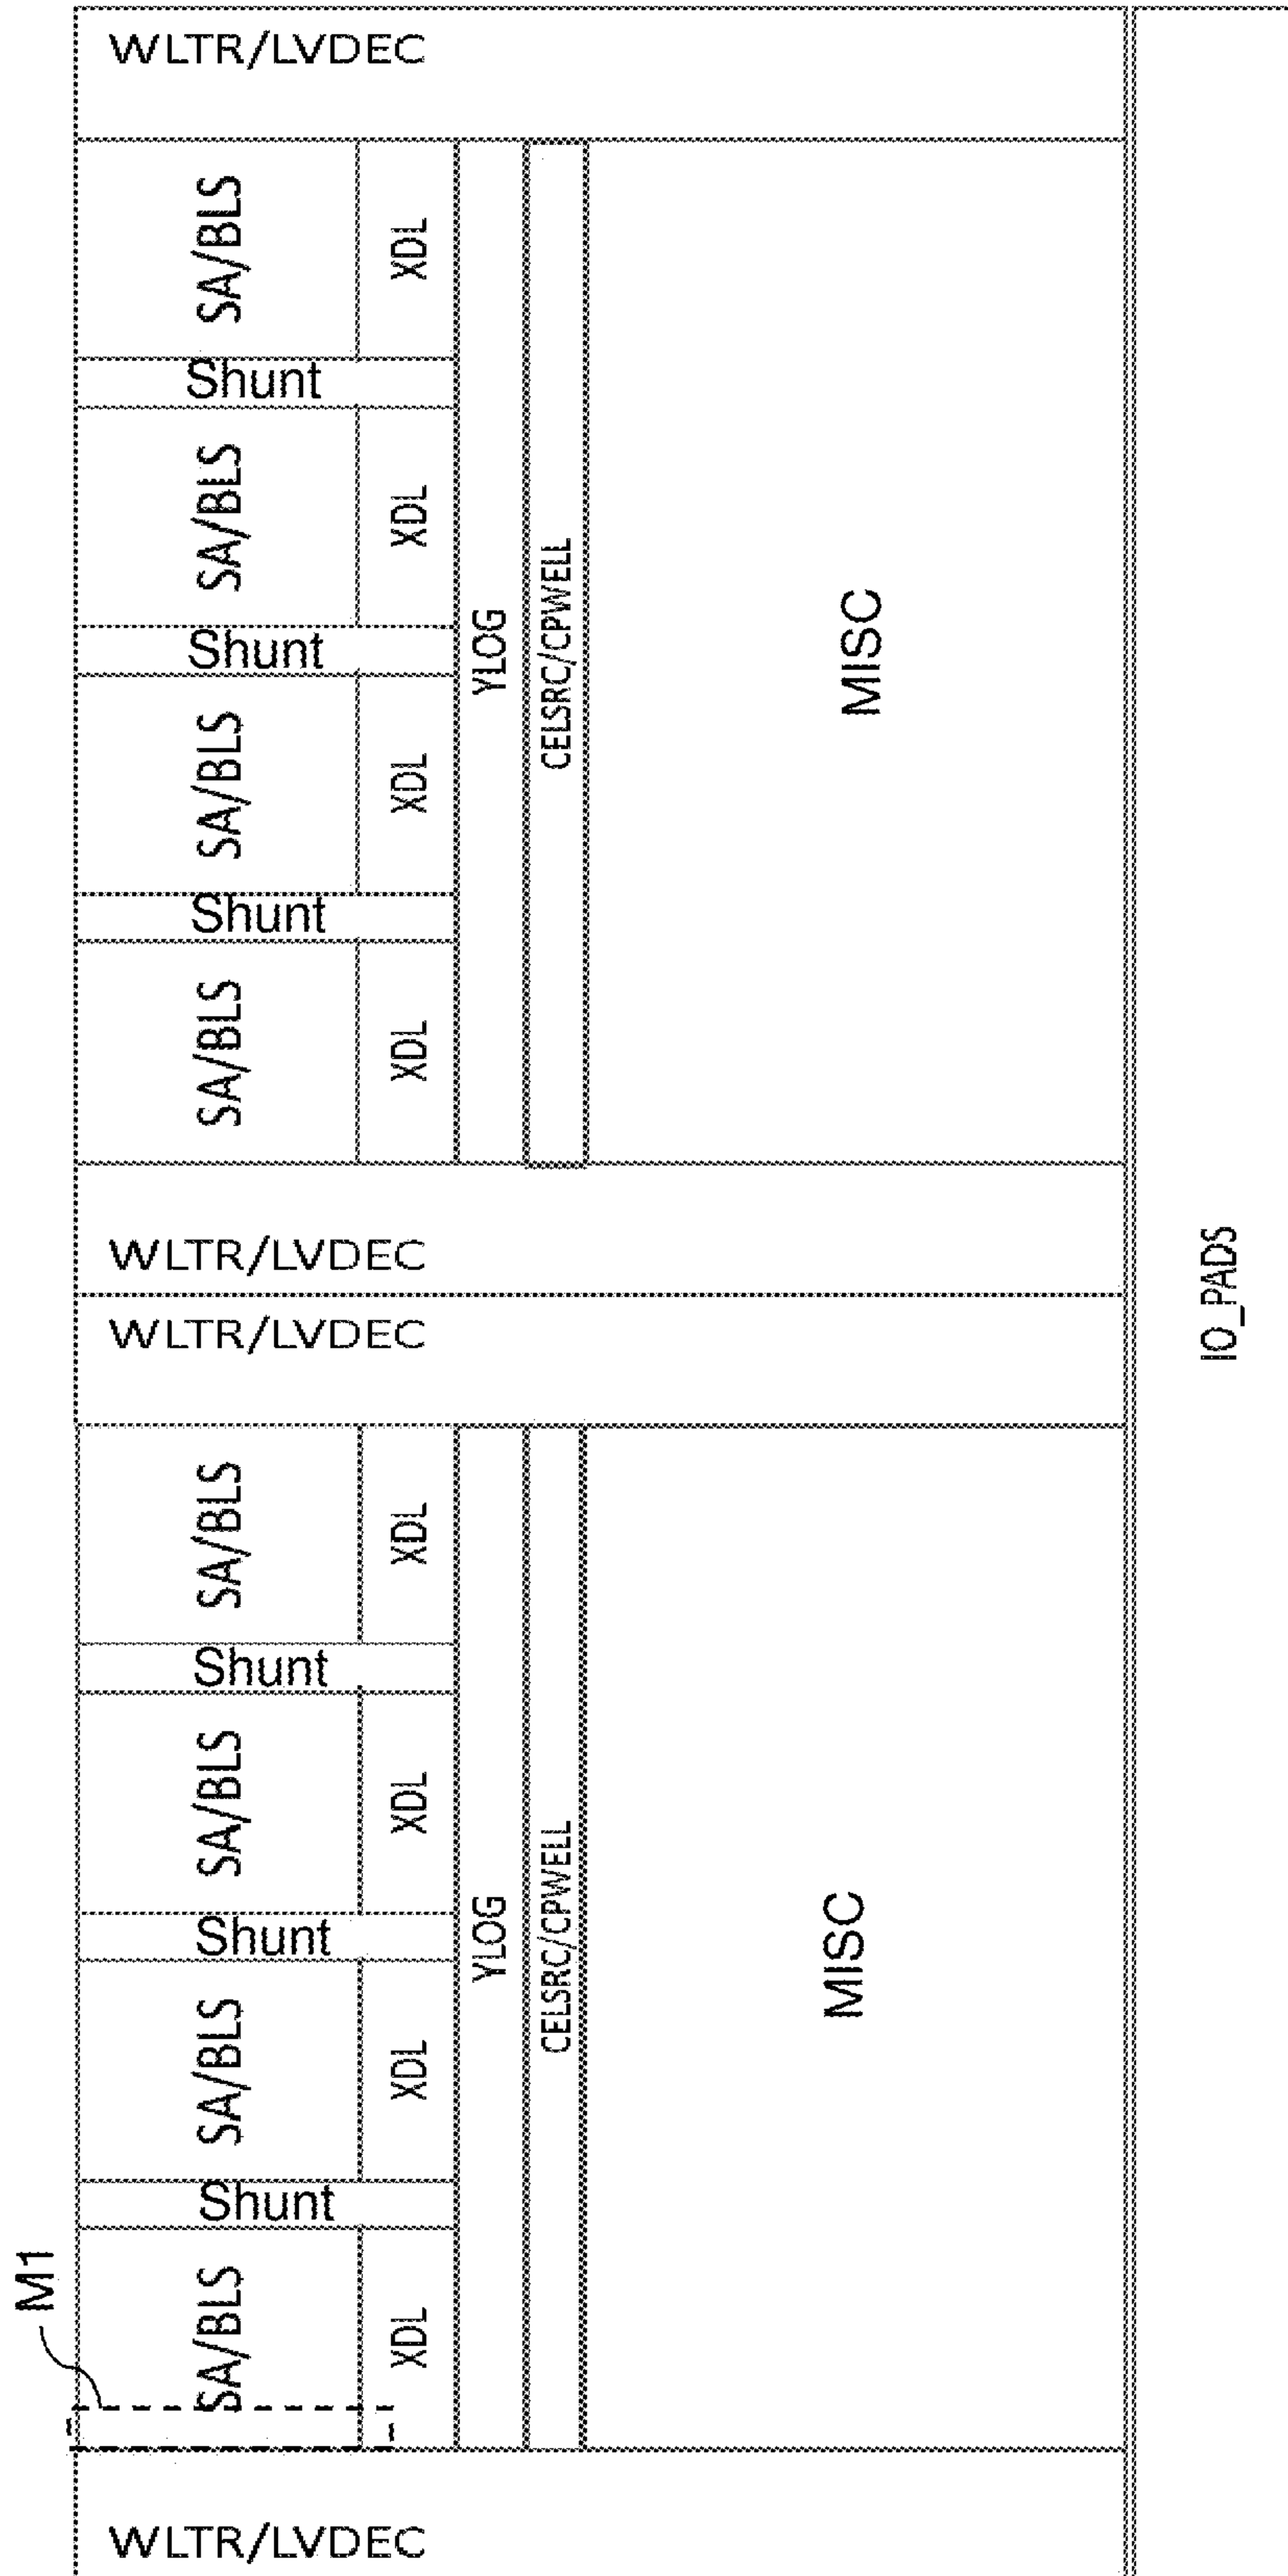 WLTR/LVDEC
SA/BLS
XDL
Shunt
SA/BLS
XDL
Shunt
SA/BLS
XDL
Shunt
SA/BLS
XDL
YLOG
CELSRC/CPWELL
MISC
WLTR/LVDEC
WLTR/LVDEC
SA/BLS
XDL
Shunt
SA/BLS
XDL
Shunt
SA/BLS
XDL
Shunt
SA/BLS
XDL
YLOG
CELSRC/CPWELL
MISC
M1
WLTR/LVDEC
IO_PADS